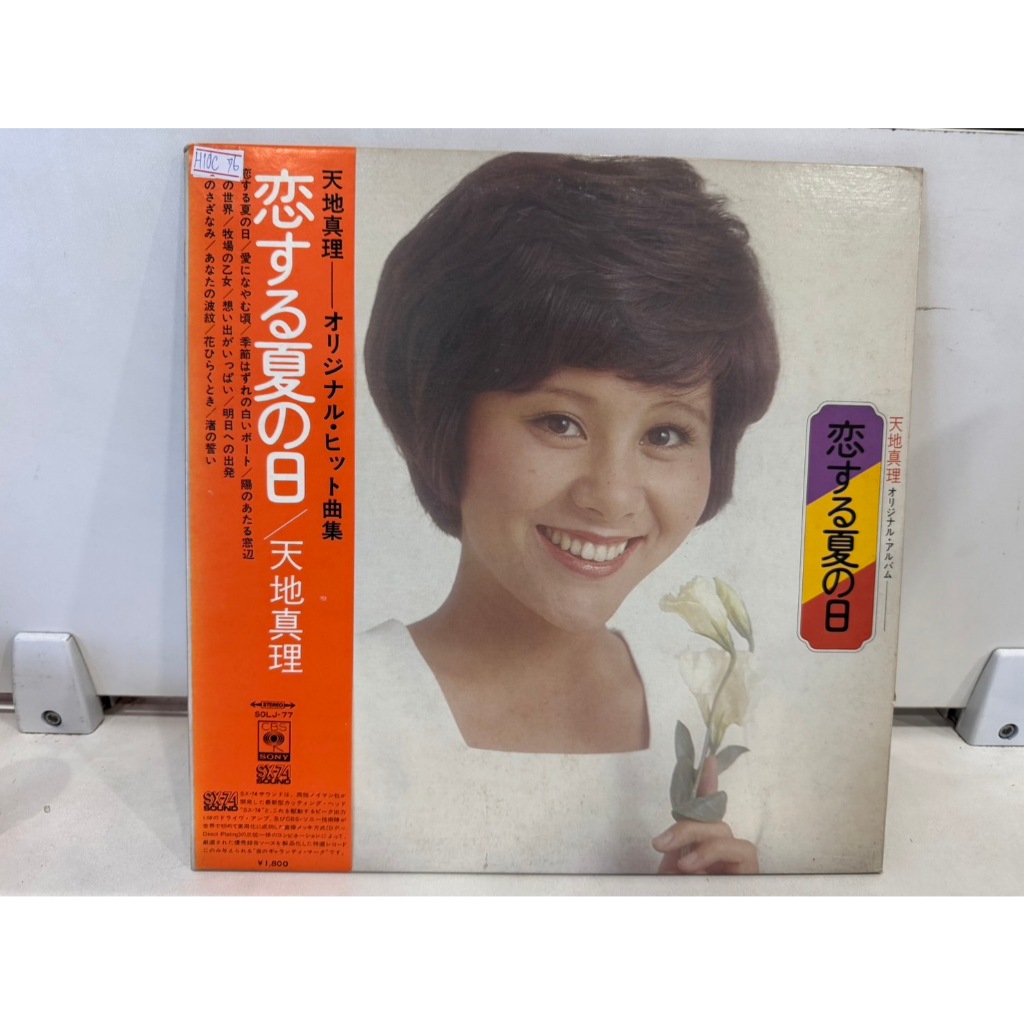 H10C 76
天地真理──オリジナル・ヒット曲集
恋する夏の日／天地真理
恋する夏の日／愛になやむ頃／季節はずれの白いボート／陽のあたる窓辺
の世界／牧場の乙女／想い出がいっぱい／明日への出発
のさざなみ／あなたの波紋／花ひらくとき／渚の誓い
STEREO
SOLJ-77
CBS
SONY
SX-74
SOUND
SX-74
SOUND
¥1,800
天地真理
オリジナル・アルバム
恋する夏の日